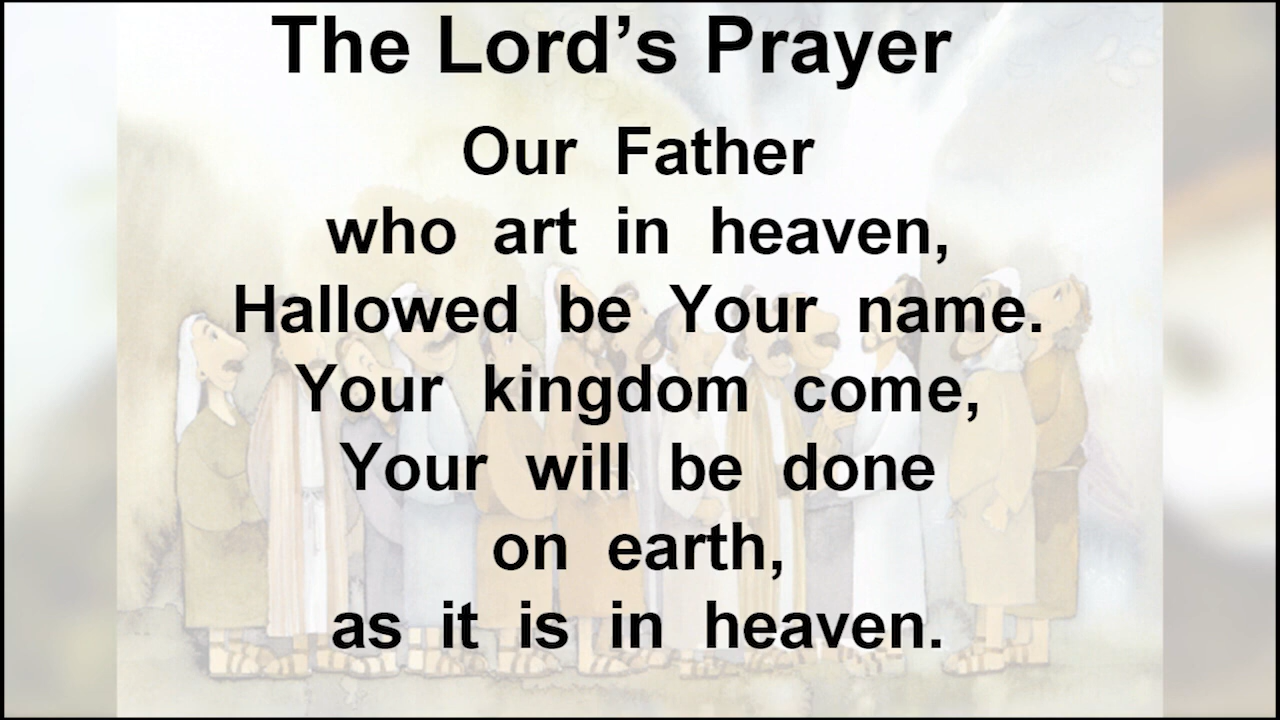 The Lord’s Prayer
Our Father
who art in heaven,
Hallowed be Your name.
Your kingdom come,
Your will be done
on earth,
as it is in heaven.